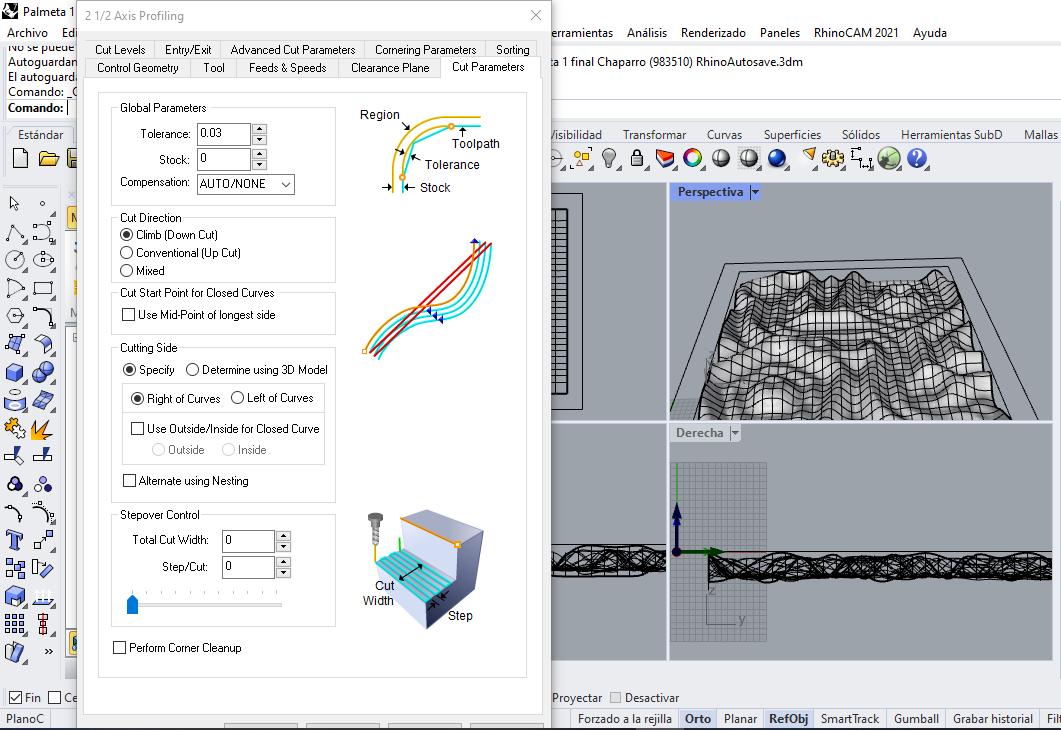 Palmeta 1
2 1/2 Axis Profiling
Archivo
erramientas Análisis Renderizado Paneles RhinoCAM 2021 Ayuda
No se puede
Autoguardan
El autoguard
Comando:
Comando:
a 1 final Chaparro (983510) RhinoAutosave.3dm
Cut Levels Entry/Exit Advanced Cut Parameters Cornering Parameters Sorting
Control Geometry Tool Feeds & Speeds Clearance Plane Cut Parameters
Estándar
isibilidad Transformar Curvas Superficies Sólidos Herramientas SubD Mallas
Global Parameters
Tolerance: 0.03
Stock: 0
Compensation: AUTO/NONE
Region
Toolpath
Tolerance
Stock
Cut Direction
Climb (Down Cut)
Conventional (Up Cut)
Mixed
Cut Start Point for Closed Curves
Use Mid-Point of longest side
Cutting Side
Specify Determine using 3D Model
Right of Curves Left of Curves
Use Outside/Inside for Closed Curve
Outside Inside
Alternate using Nesting
Stepover Control
Total Cut Width: 0
Step/Cut: 0
Cut
Width
Step
Perform Corner Cleanup
Perspectiva
Derecha
z
y
Fin Ce
Proyectar Desactivar
PlanoC
Forzado a la rejilla Orto Planar RefObj SmartTrack Gumball Grabar historial Filt